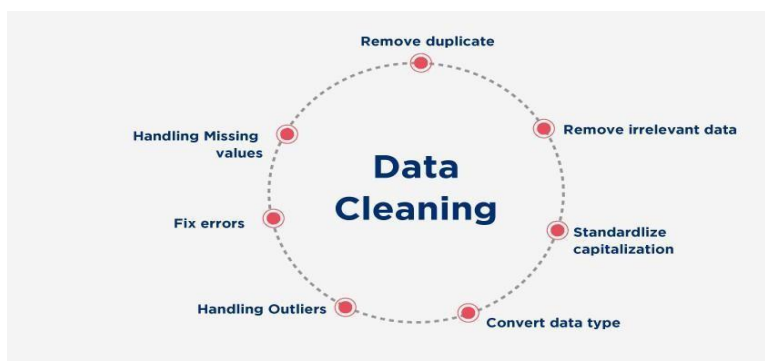 Remove duplicate
Handling Missing
values
Remove irrelevant data
Data
Cleaning
Fix errors
Standardlize
capitalization
Handling Outliers
Convert data type